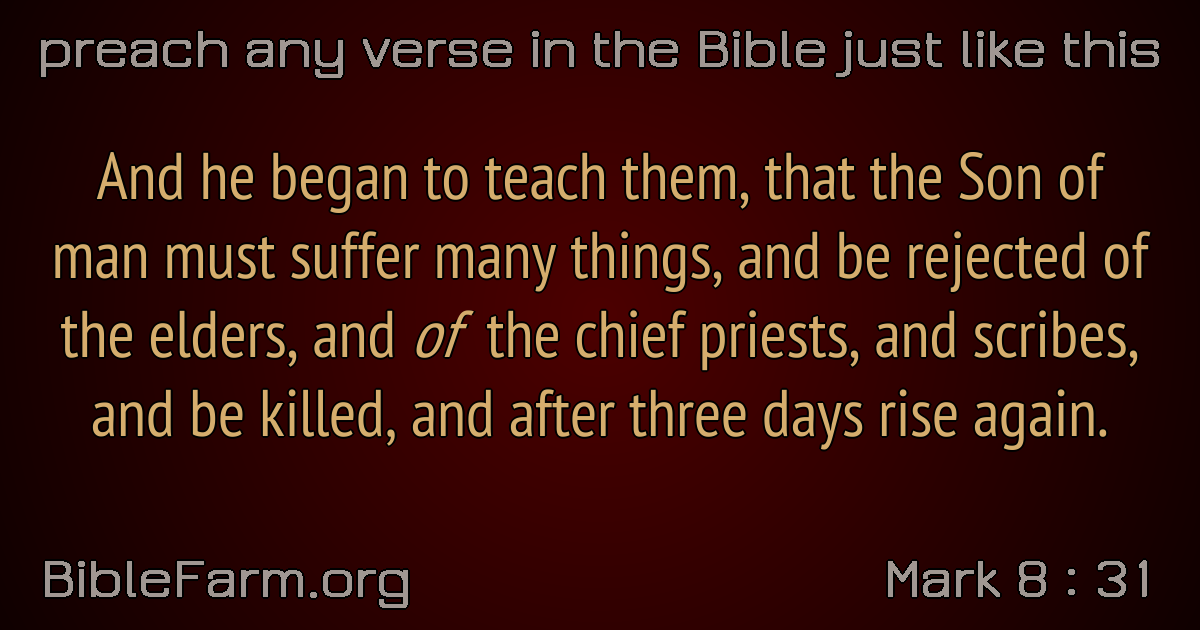 preach any verse in the Bible just like this
And he began to teach them, that the Son of
man must suffer many things, and be rejected of
the elders, and of the chief priests, and scribes,
and be killed, and after three days rise again.
BibleFarm.org
Mark 8 : 31